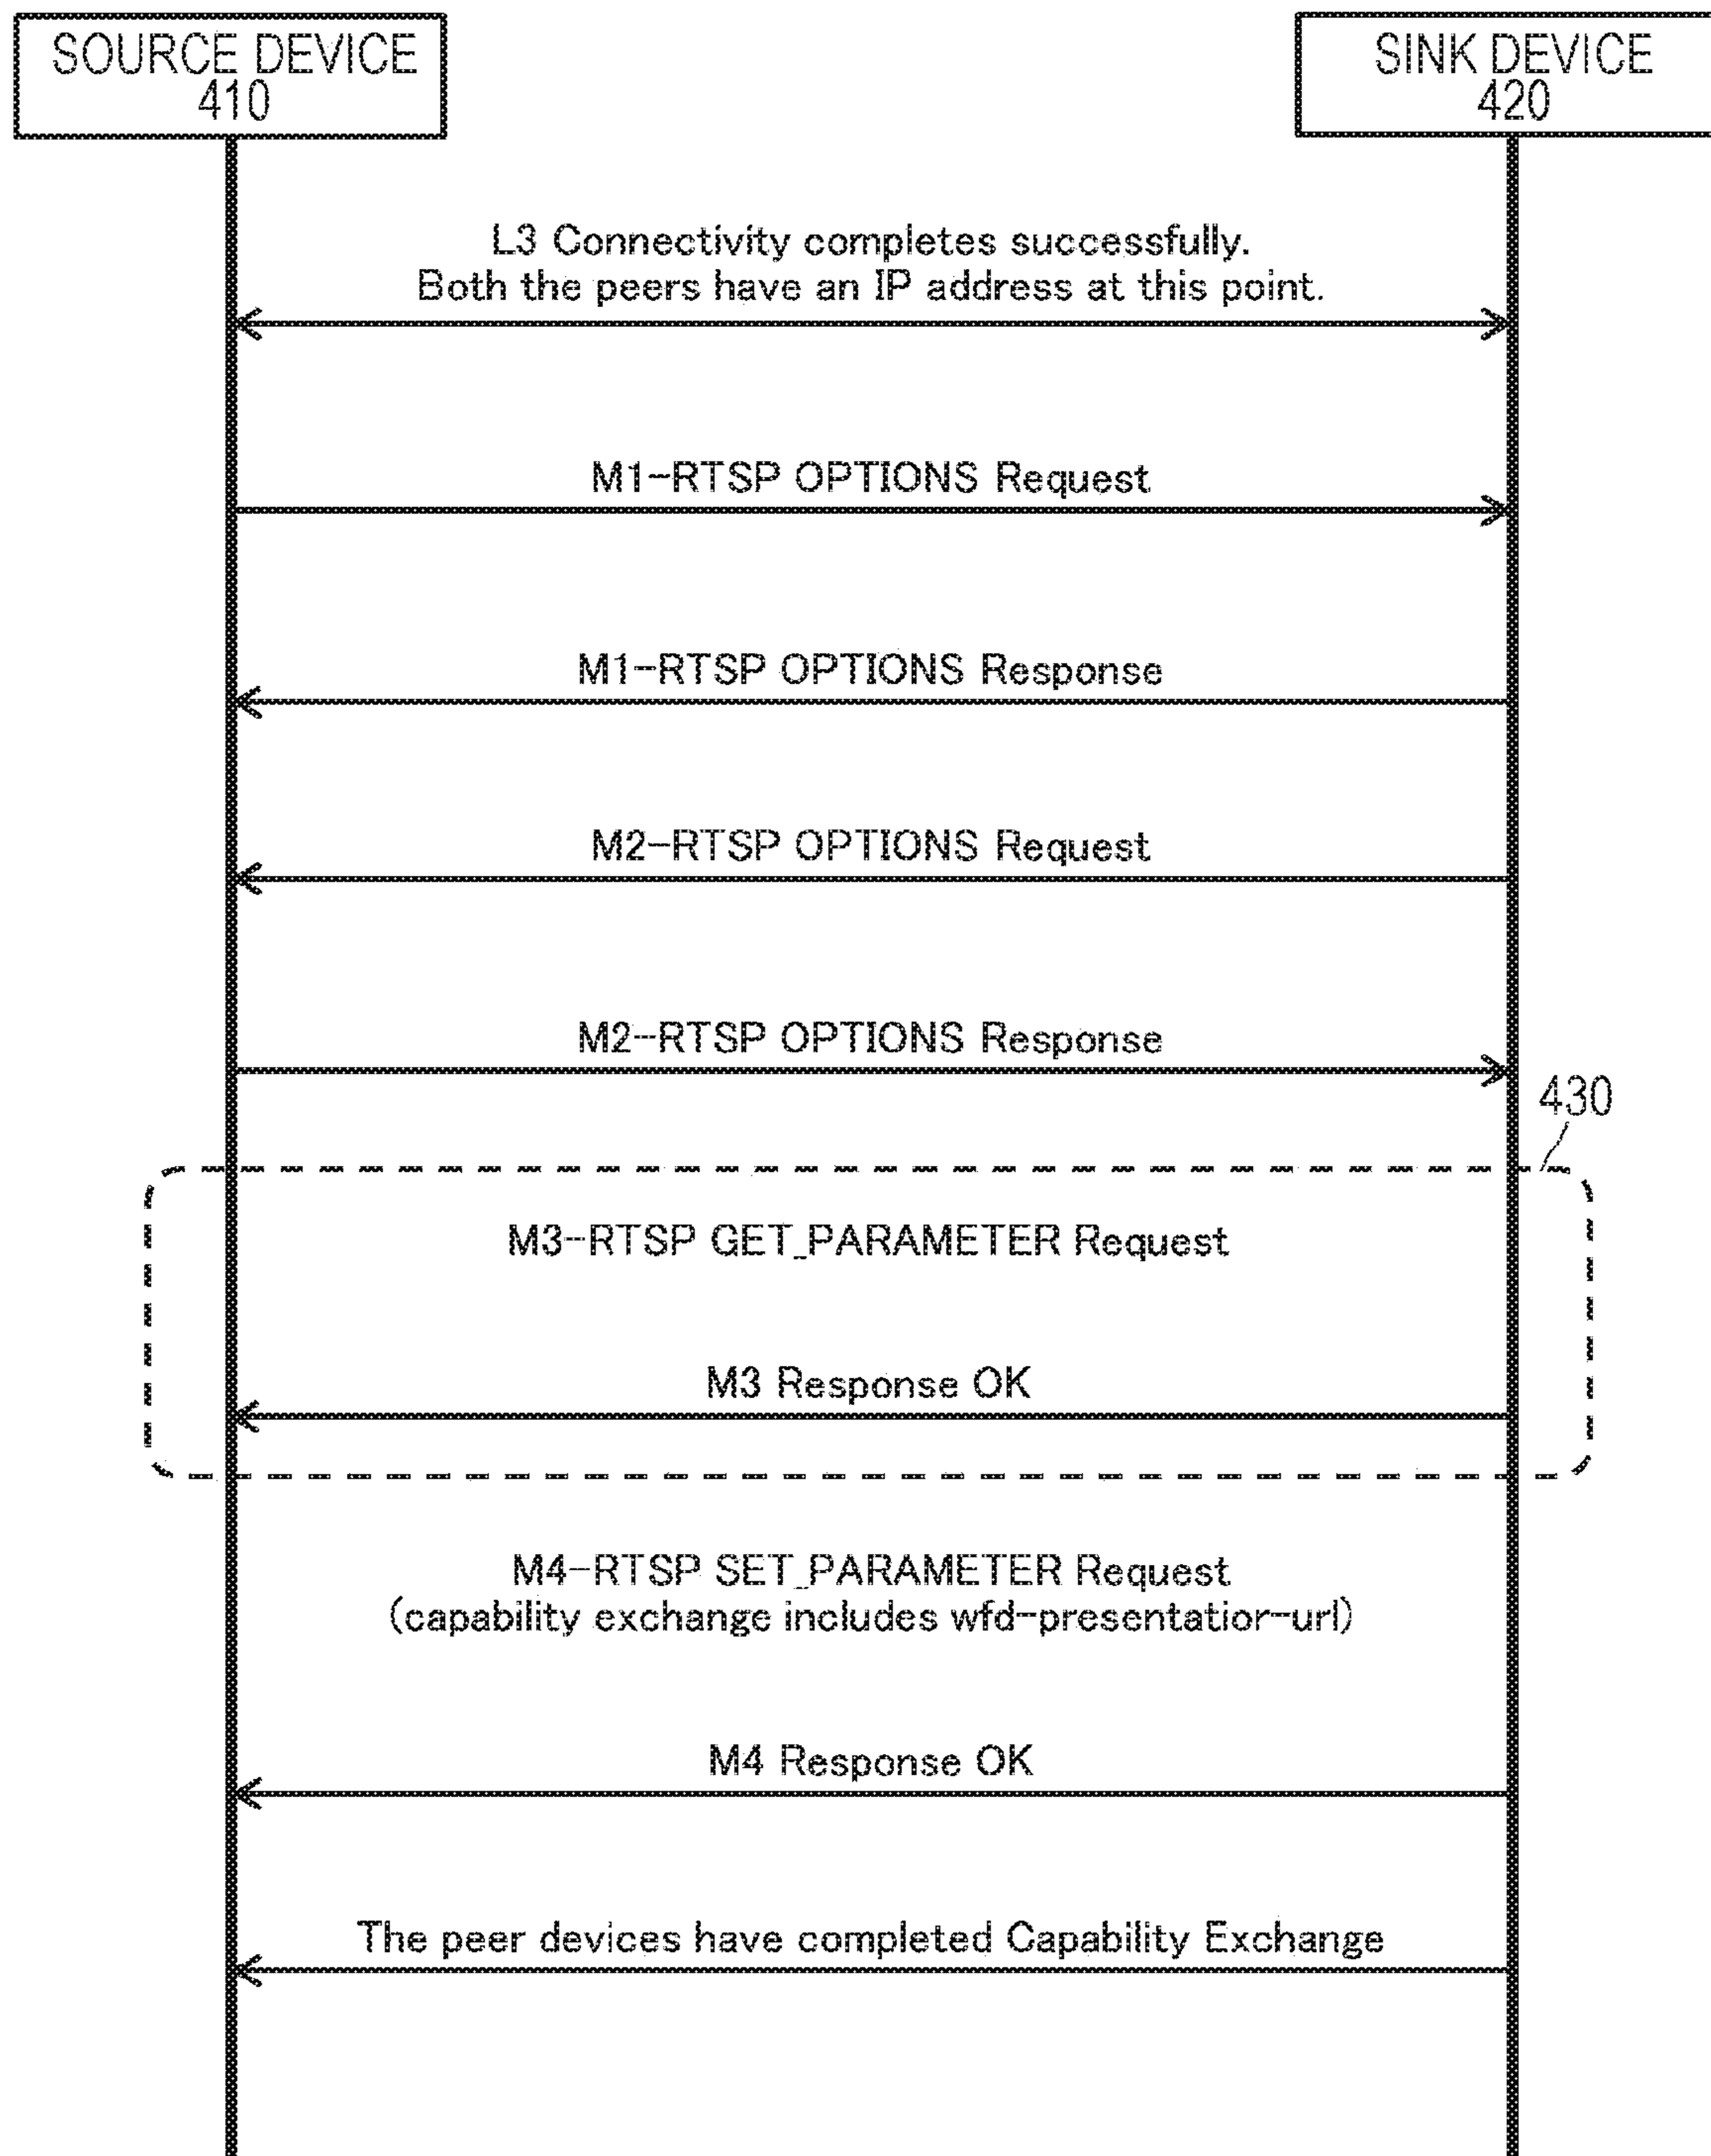 SOURCE DEVICE
410
SINK DEVICE
420
L3 Connectivity completes successfully.
Both the peers have an IP address at this point.
M1-RTSP OPTIONS Request
M1-RTSP OPTIONS Response
M2-RTSP OPTIONS Request
M2-RTSP OPTIONS Response
430
M3-RTSP GET_PARAMETER Request
M3 Response OK
M4-RTSP SET_PARAMETER Request
(capability exchange includes wfd-presentatior-url)
M4 Response OK
The peer devices have completed Capability Exchange